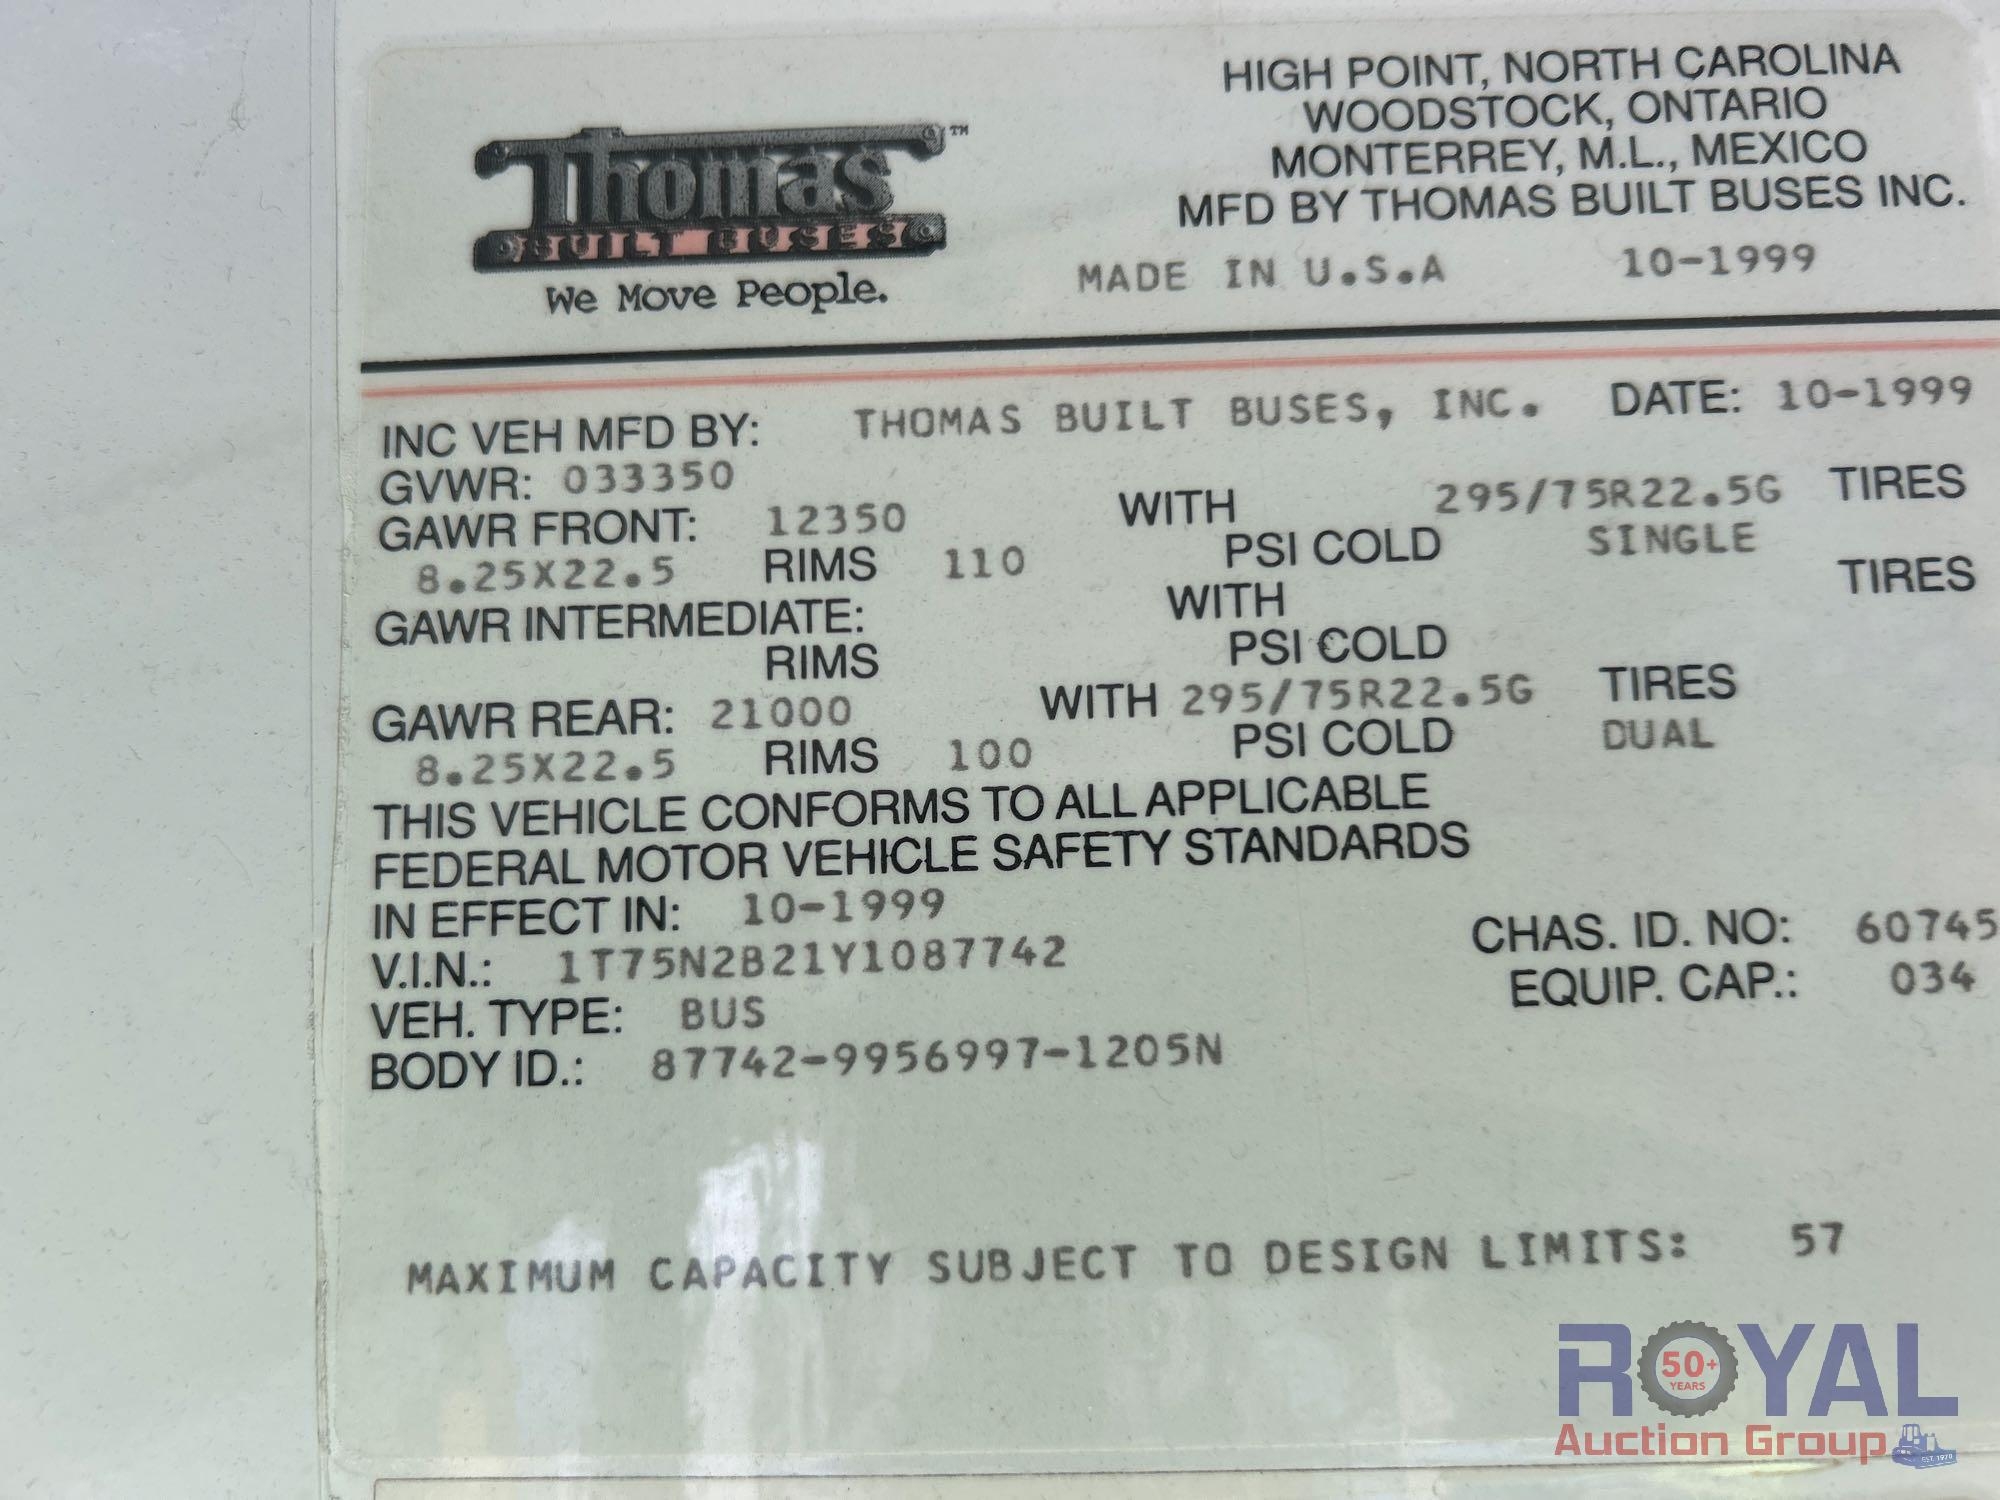 Thomas™
BUILT BUSES
We Move People.
HIGH POINT, NORTH CAROLINA
WOODSTOCK, ONTARIO
MONTERREY, M.L., MEXICO
MFD BY THOMAS BUILT BUSES INC.
MADE IN U.S.A 10-1999
INC VEH MFD BY: THOMAS BUILT BUSES, INC. DATE: 10-1999
GVWR: 033350
GAWR FRONT: 12350 WITH 295/75R22.5G TIRES
8.25X22.5 RIMS 110 PSI COLD SINGLE
GAWR INTERMEDIATE: WITH TIRES
RIMS PSI COLD
GAWR REAR: 21000 WITH 295/75R22.5G TIRES
8.25X22.5 RIMS 100 PSI COLD DUAL
THIS VEHICLE CONFORMS TO ALL APPLICABLE
FEDERAL MOTOR VEHICLE SAFETY STANDARDS
IN EFFECT IN: 10-1999
V.I.N.: 1T75N2B21Y1087742 CHAS. ID. NO: 60745
VEH. TYPE: BUS EQUIP. CAP.: 034
BODY ID.: 87742-9956997-1205N
MAXIMUM CAPACITY SUBJECT TO DESIGN LIMITS: 57
ROYAL
50+
YEARS
Auction Group
EST. 1970